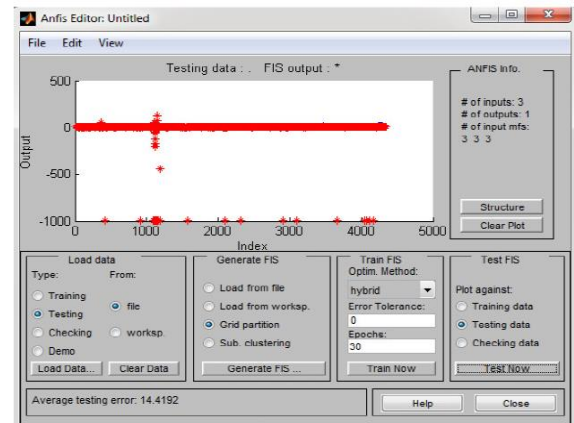 Anfis Editor: Untitled
File Edit View
Testing data : . FIS output : *
500
0
-500
-1000
Output
0 1000 2000 3000 4000 5000
Index
ANFIS Info.
# of inputs: 3
# of outputs: 1
# of input mfs:
3 3 3
Structure
Clear Plot
Load data
Type: From:
Training
Testing
Checking
Demo
file
worksp.
Load Data... Clear Data
Generate FIS
Load from file
Load from worksp.
Grid partition
Sub. clustering
Generate FIS ...
Train FIS
Optim. Method:
hybrid
Error Tolerance:
0
Epochs:
30
Train Now
Test FIS
Plot against:
Training data
Testing data
Checking data
Test Now
Average testing error: 14.4192
Help Close